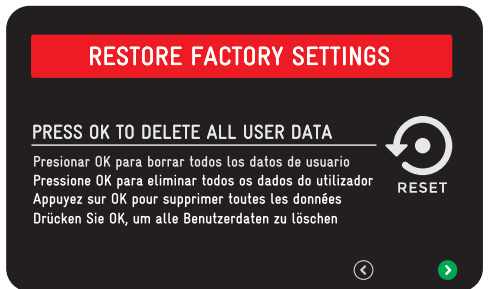 RESTORE FACTORY SETTINGS
PRESS OK TO DELETE ALL USER DATA
Presionar OK para borrar todos los datos de usuario
Pressione OK para eliminar todos os dados do utilizador
Appuyez sur OK pour supprimer toutes les données
Drücken Sie OK, um alle Benutzerdaten zu löschen
RESET